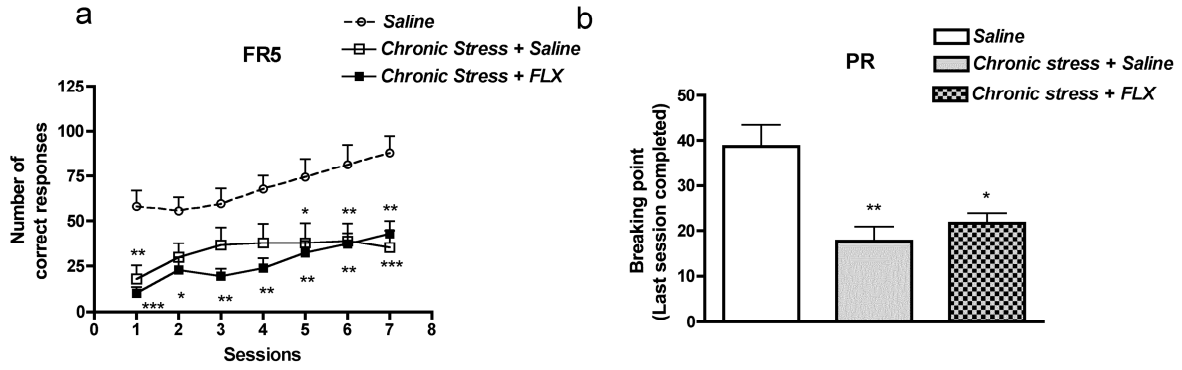 a
Saline
Chronic Stress + Saline
Chronic Stress + FLX
FR5
Number of
correct responses
125
100
75
50
25
0
** * ** **
*** * ** ** ** ** ***
0 1 2 3 4 5 6 7 8
Sessions
b
Saline
Chronic stress + Saline
Chronic stress + FLX
PR
Breaking point
(Last session completed)
50
40
30
20
10
0
** *